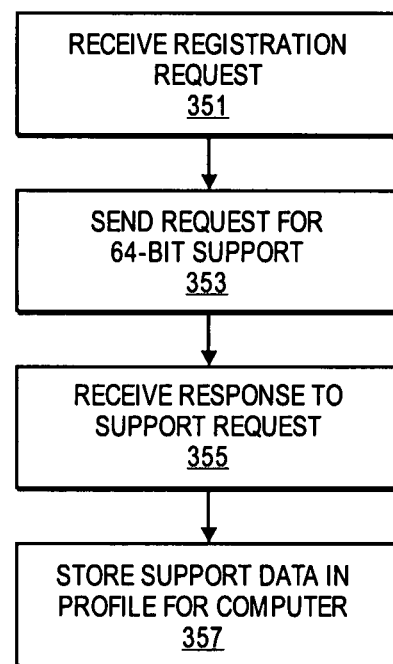 RECEIVE REGISTRATION
REQUEST
351
SEND REQUEST FOR
64-BIT SUPPORT
353
RECEIVE RESPONSE TO
SUPPORT REQUEST
355
STORE SUPPORT DATA IN
PROFILE FOR COMPUTER
357